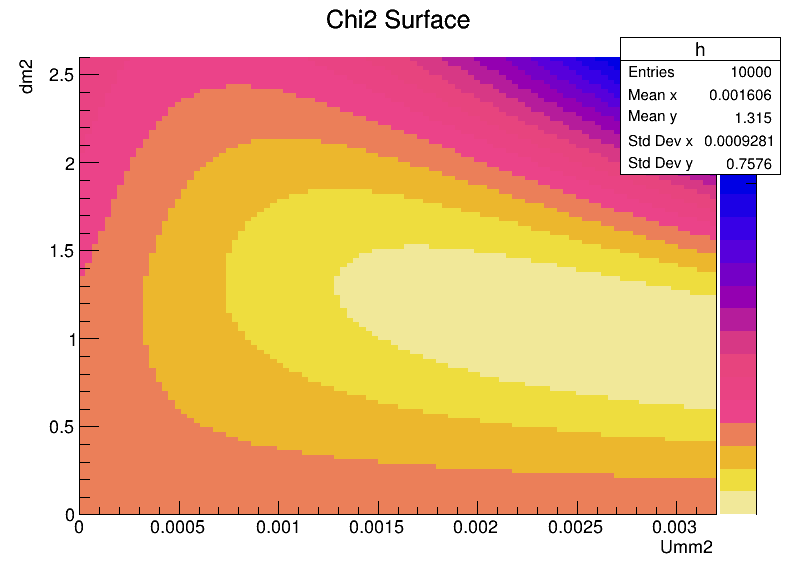 Chi2 Surface
dm2
h
Entries 10000
Mean x 0.001606
Mean y 1.315
Std Dev x 0.0009281
Std Dev y 0.7576
2.5
2
1.5
1
0.5
0
0 0.0005 0.001 0.0015 0.002 0.0025 0.003
Umm2